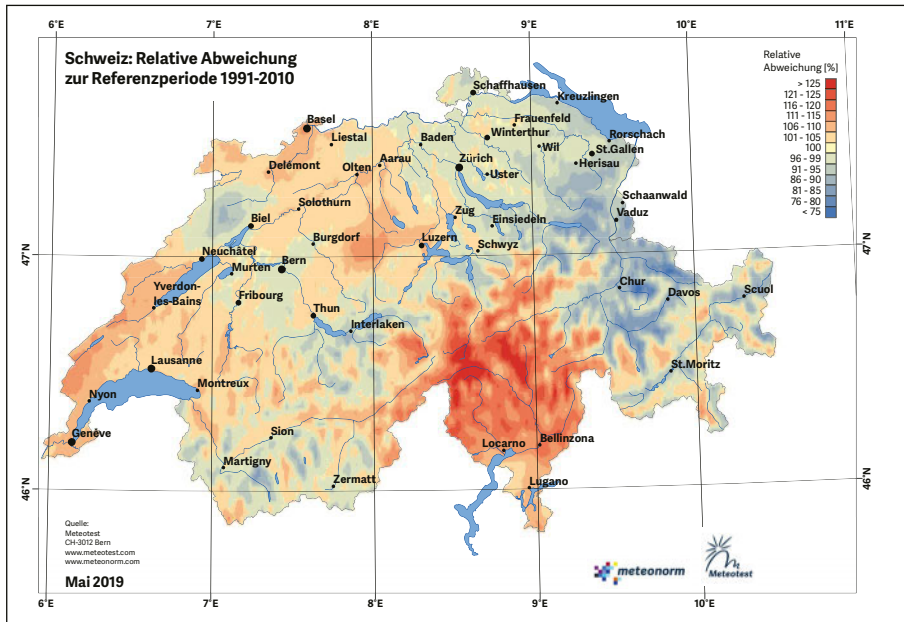 6°E 7°E 8°E 9°E 10°E 11°E
Schweiz: Relative Abweichung
zur Referenzperiode 1991-2010
Relative
Abweichung [%]
> 125
121 - 125
116 - 120
111 - 115
106 - 110
101 - 105
100
96 - 99
91 - 95
86 - 90
81 - 85
76 - 80
< 75
Schaffhausen
Kreuzlingen
Basel
Frauenfeld
Liestal
Baden
Winterthur
Rorschach
Wil
St.Gallen
Aarau
Zürich
Herisau
Delémont
Olten
Uster
Schaanwald
Solothurn
Zug
Vaduz
Biel
Einsiedeln
Burgdorf
Luzern
Schwyz
47°N
Neuchâtel
47°N
Bern
Murten
Yverdon-
les-Bains
Fribourg
Chur
Davos
Scuol
Thun
Interlaken
Lausanne
St.Moritz
Montreux
Nyon
Genève
Sion
Locarno
Bellinzona
Martigny
Zermatt
Lugano
46°N
46°N
Quelle:
Meteotest
CH-3012 Bern
www.meteotest.com
www.meteonorm.com
meteonorm
Meteotest
Mai 2019
6°E 7°E 8°E 9°E 10°E